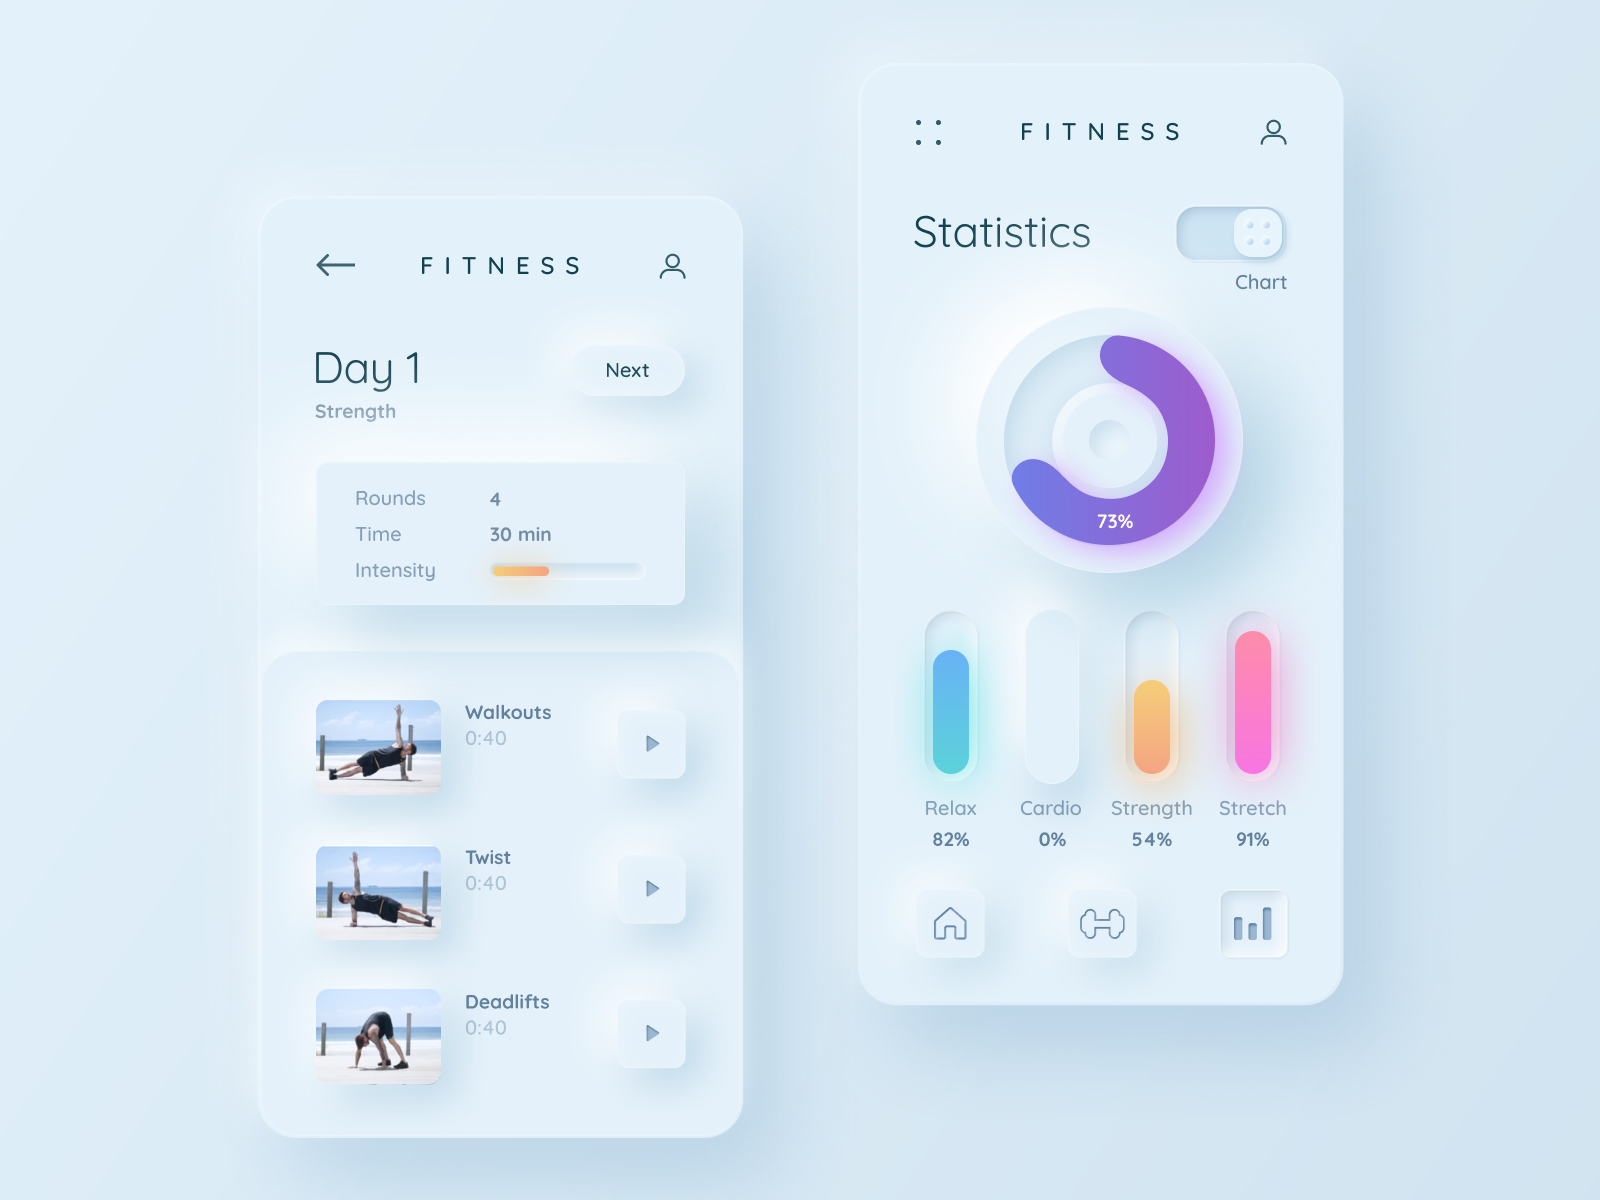 FITNESS
Day 1
Next
Strength
Rounds 4
Time 30 min
Intensity
Walkouts
0:40
Twist
0:40
Deadlifts
0:40
FITNESS
Statistics
Chart
73%
Relax Cardio Strength Stretch
82% 0% 54% 91%